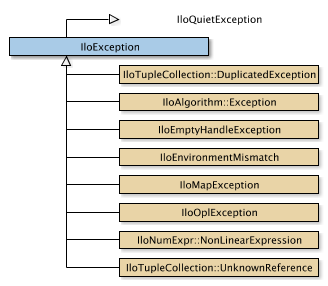 IloQuietException
IloException
IloTupleCollection::DuplicatedException
IloAlgorithm::Exception
IloEmptyHandleException
IloEnvironmentMismatch
IloMapException
IloOplException
IloNumExpr::NonLinearExpression
IloTupleCollection::UnknownReference